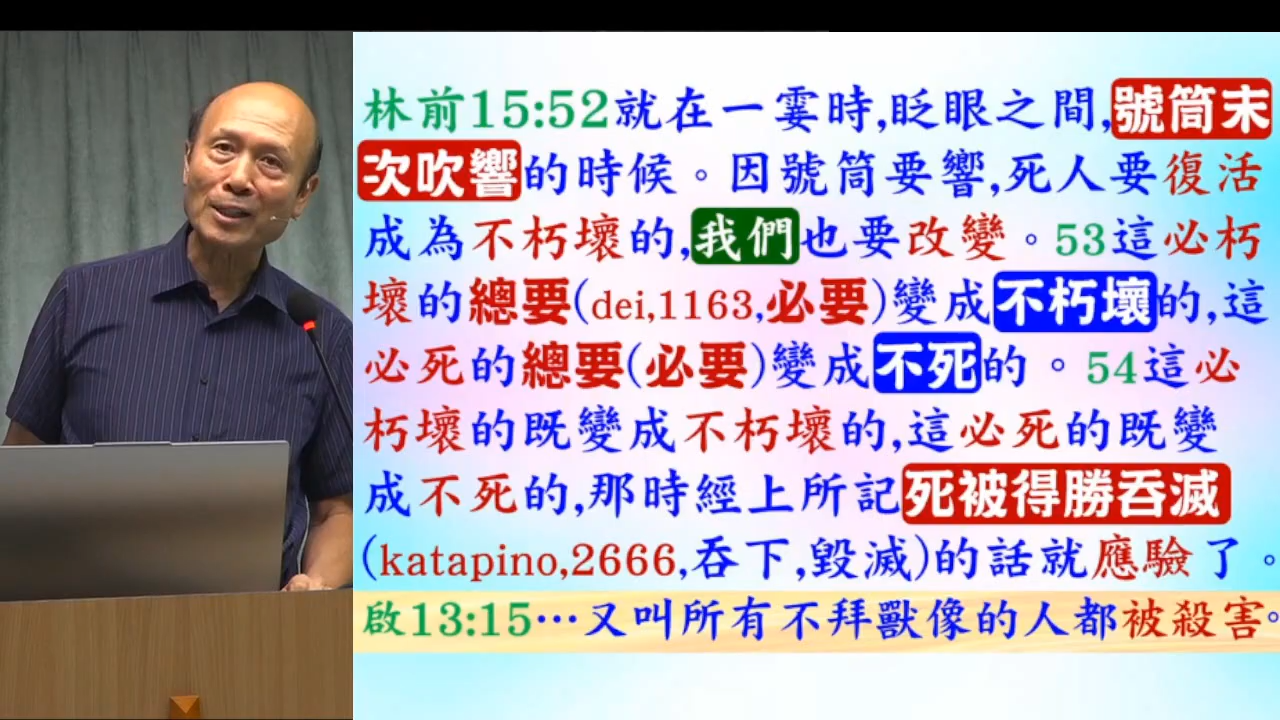 林前15:52就在一霎時,眨眼之間,號筒末
次吹響的時候。因號筒要響,死人要復活
成為不朽壞的,我們也要改變。53這必朽
壞的總要(dei,1163,必要)變成不朽壞的,這
必死的總要(必要)變成不死的。54這必
朽壞的既變成不朽壞的,這必死的既變
成不死的,那時經上所記死被得勝吞滅
(katapino,2666,吞下,毀滅)的話就應驗了。
啟13:15…又叫所有不拜獸像的人都被殺害。